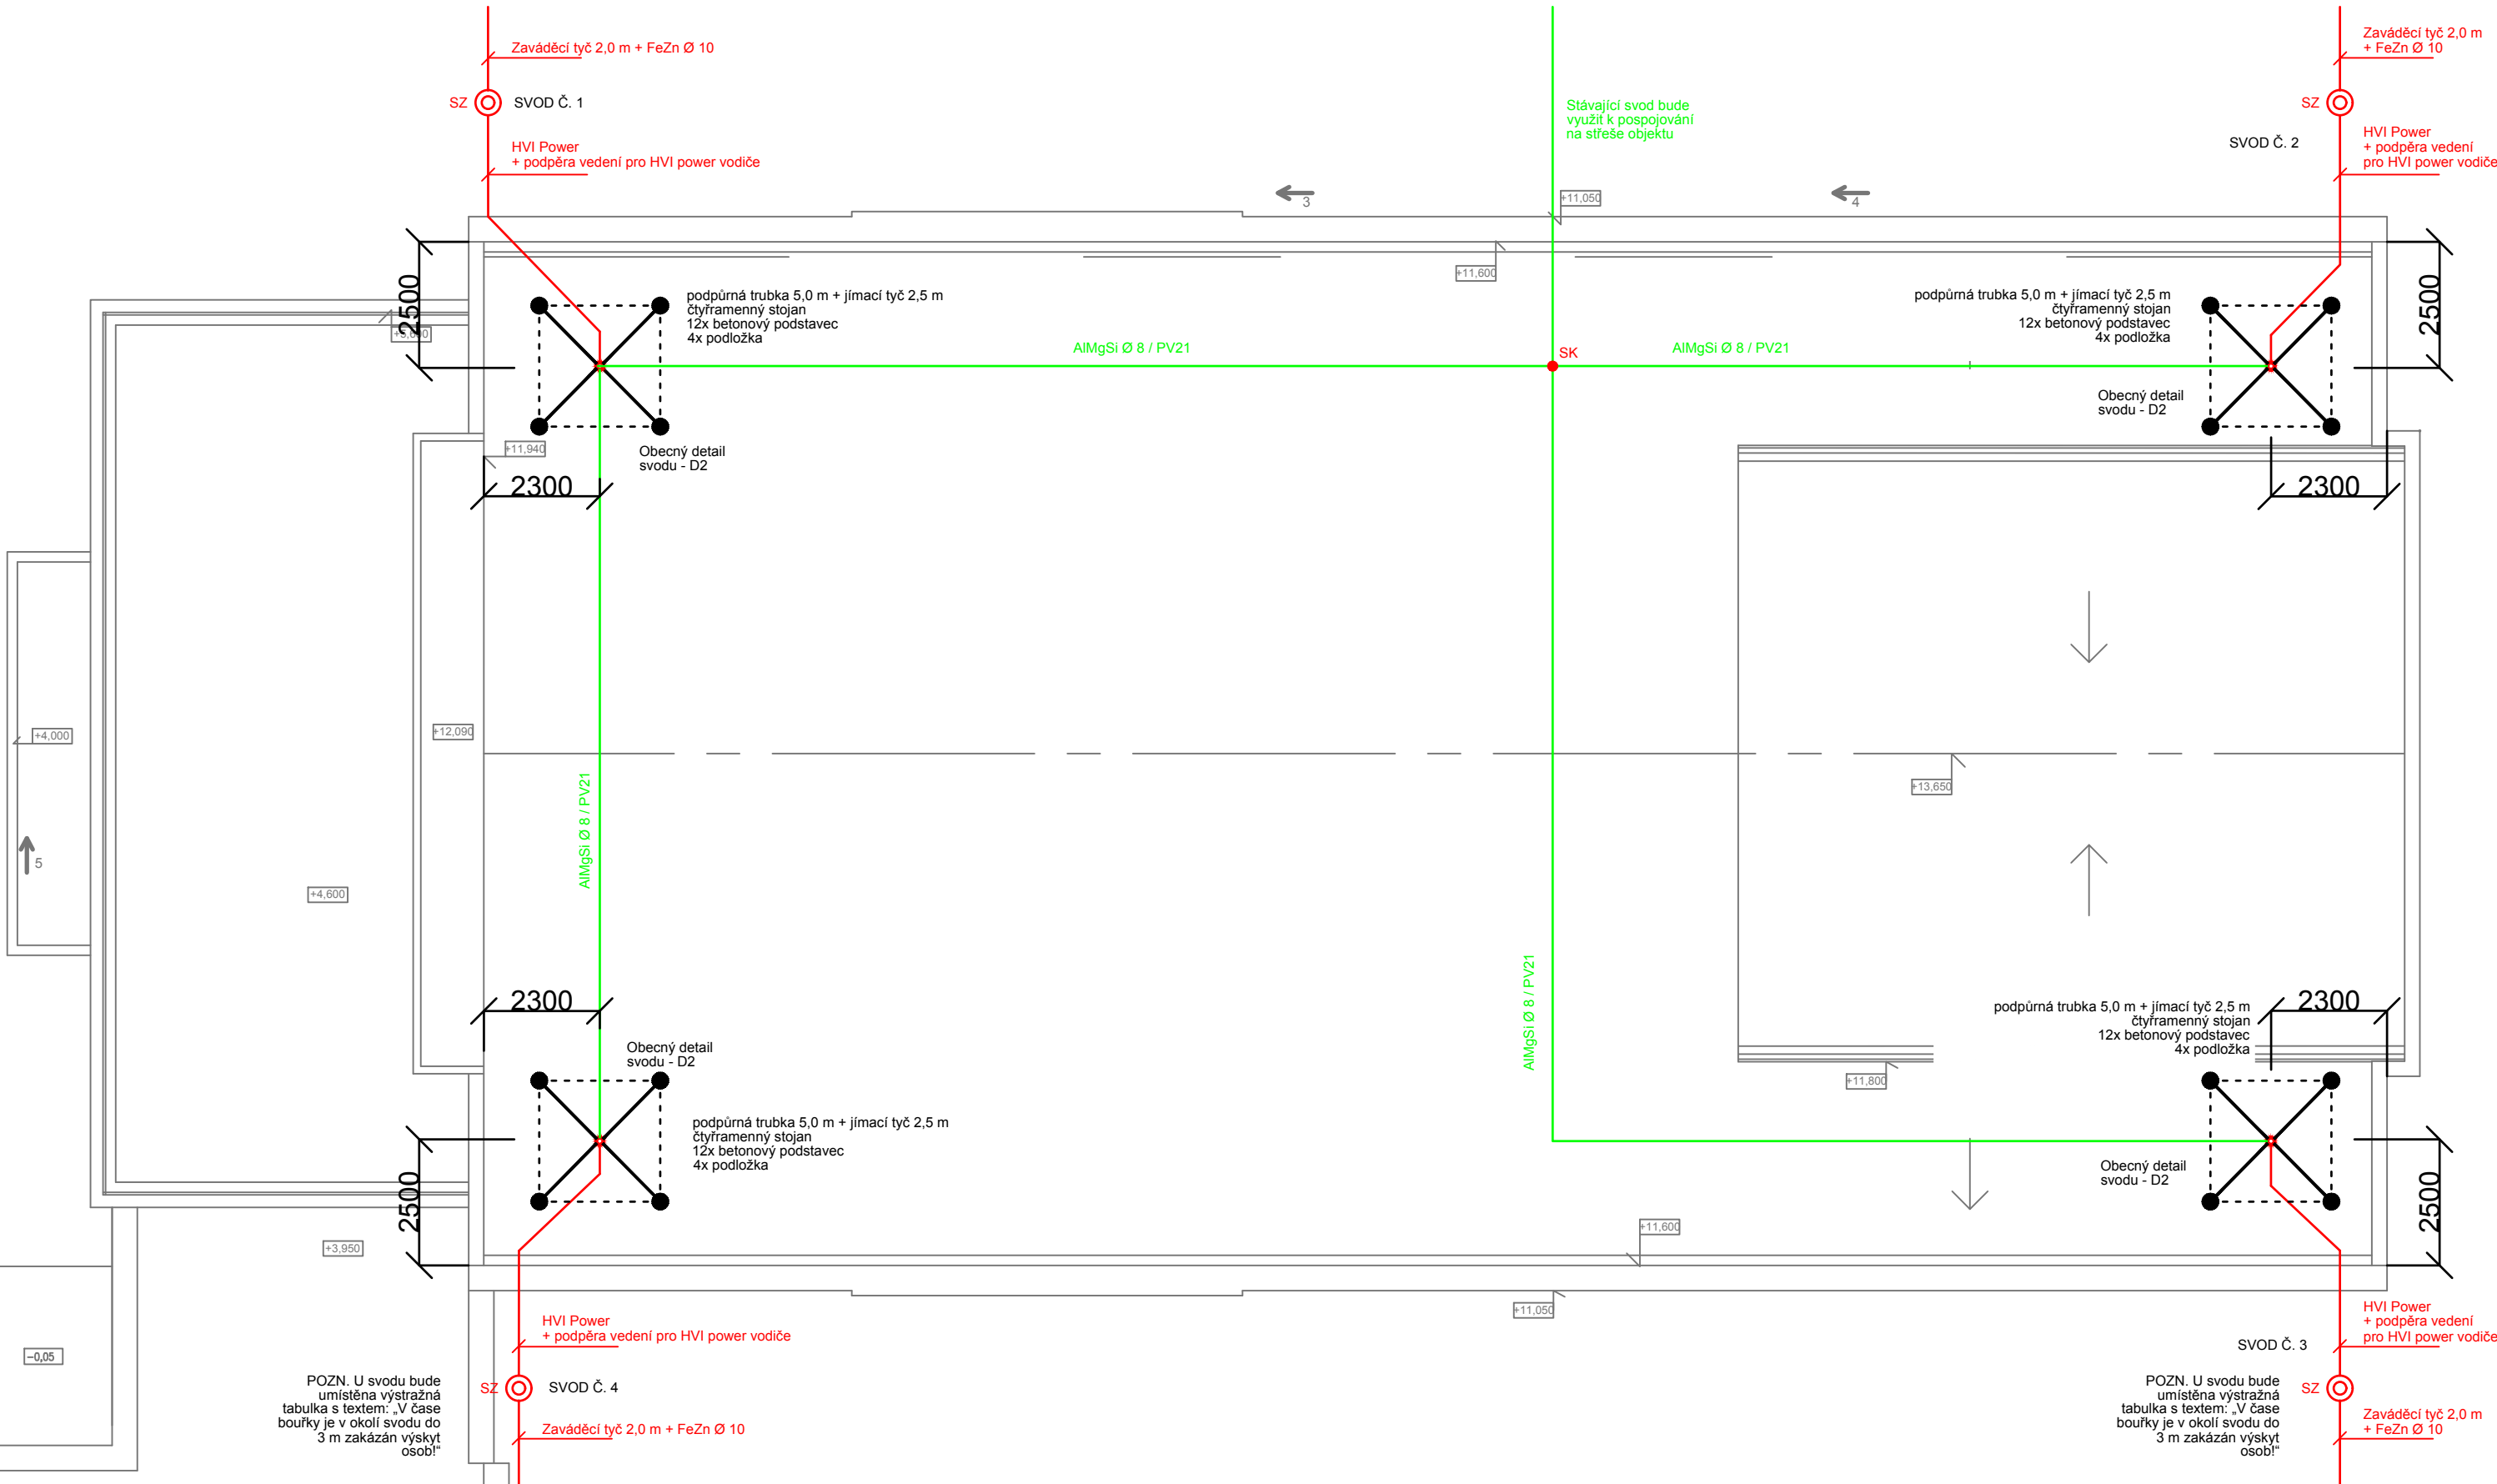 Zaváděcí tyč 2,0 m + FeZn Ø 10
SZ
SVOD Č. 1
HVI Power
+ podpěra vedení pro HVI power vodiče
Stávající svod bude
využit k pospojování
na střeše objektu
Zaváděcí tyč 2,0 m
+ FeZn Ø 10
SZ
SVOD Č. 2
HVI Power
+ podpěra vedení
pro HVI power vodiče
3
+11,050
4
+11,600
2500
podpůrná trubka 5,0 m + jímací tyč 2,5 m
čtyřramenný stojan
12x betonový podstavec
4x podložka
podpůrná trubka 5,0 m + jímací tyč 2,5 m
čtyřramenný stojan
12x betonový podstavec
4x podložka
2500
AlMgSi Ø 8 / PV21
SK
AlMgSi Ø 8 / PV21
Obecný detail
svodu - D2
+11,940
Obecný detail
svodu - D2
2300
2300
+4,000
+12,090
+13,650
AlMgSi Ø 8 / PV21
5
+4,600
AlMgSi Ø 8 / PV21
2300
Obecný detail
svodu - D2
podpůrná trubka 5,0 m + jímací tyč 2,5 m
čtyřramenný stojan
12x betonový podstavec
4x podložka
2300
+11,800
podpůrná trubka 5,0 m + jímací tyč 2,5 m
čtyřramenný stojan
12x betonový podstavec
4x podložka
Obecný detail
svodu - D2
2500
2500
+3,950
+11,600
+11,050
HVI Power
+ podpěra vedení pro HVI power vodiče
HVI Power
+ podpěra vedení
pro HVI power vodiče
−0,05
SVOD Č. 3
POZN. U svodu bude
umístěna výstražná
tabulka s textem: „V čase
bouřky je v okolí svodu do
3 m zakázán výskyt
osob!“
SZ
SVOD Č. 4
Zaváděcí tyč 2,0 m + FeZn Ø 10
POZN. U svodu bude
umístěna výstražná
tabulka s textem: „V čase
bouřky je v okolí svodu do
3 m zakázán výskyt
osob!“
SZ
Zaváděcí tyč 2,0 m
+ FeZn Ø 10